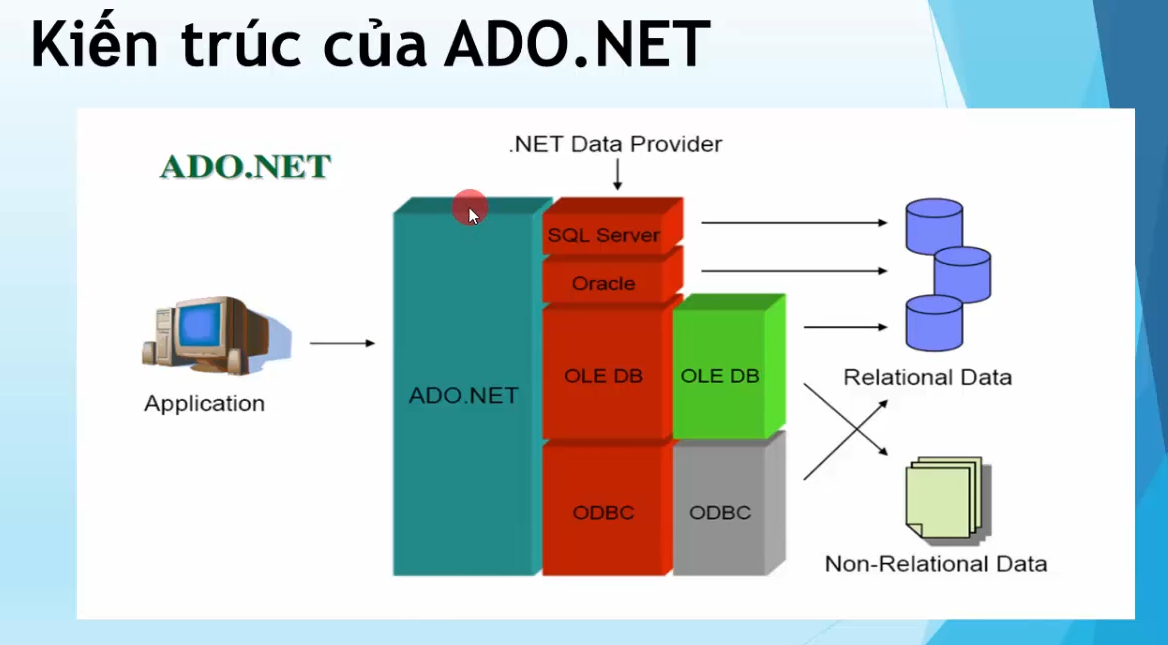 Kiến trúc của ADO.NET
ADO.NET
.NET Data Provider
SQL Server
Oracle
OLE DB
OLE DB
ADO.NET
Application
Relational Data
ODBC
ODBC
Non-Relational Data